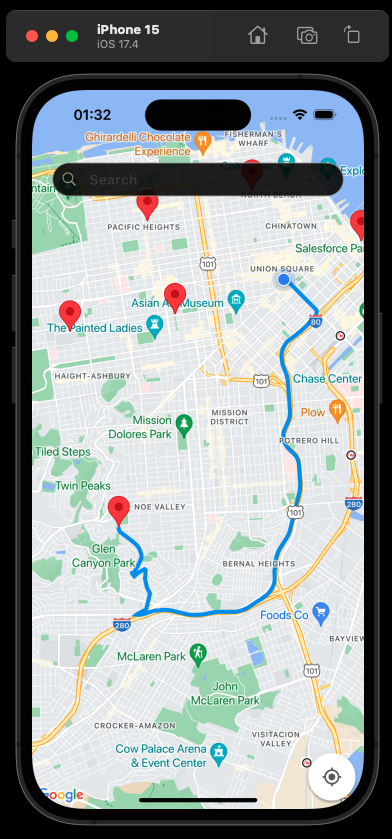 iPhone 15
iOS 17.4
01:32
Ghirardelli Chocolate
Experience
FISHERMAN'S
WHARF
Search
NORTH BEACH
PACIFIC HEIGHTS
CHINATOWN
Salesforce Pa
UNION SQUARE
101
Asian A
Museum
The Painted Ladies
80
HAIGHT-ASHBURY
101
Chase Center
Mission
Dolores Park
MISSION
DISTRICT
Plow
POTRERO HILL
Tiled Steps
Twin Peaks
280
NOE VALLEY
101
Glen
Canyon Park
BERNAL HEIGHTS
280
Foods Co
BAYVIEW
McLaren Park
101
John
McLaren Park
CROCKER-AMAZON
VISITACION
VALLEY
Cow Palace Arena
& Event Center
Google